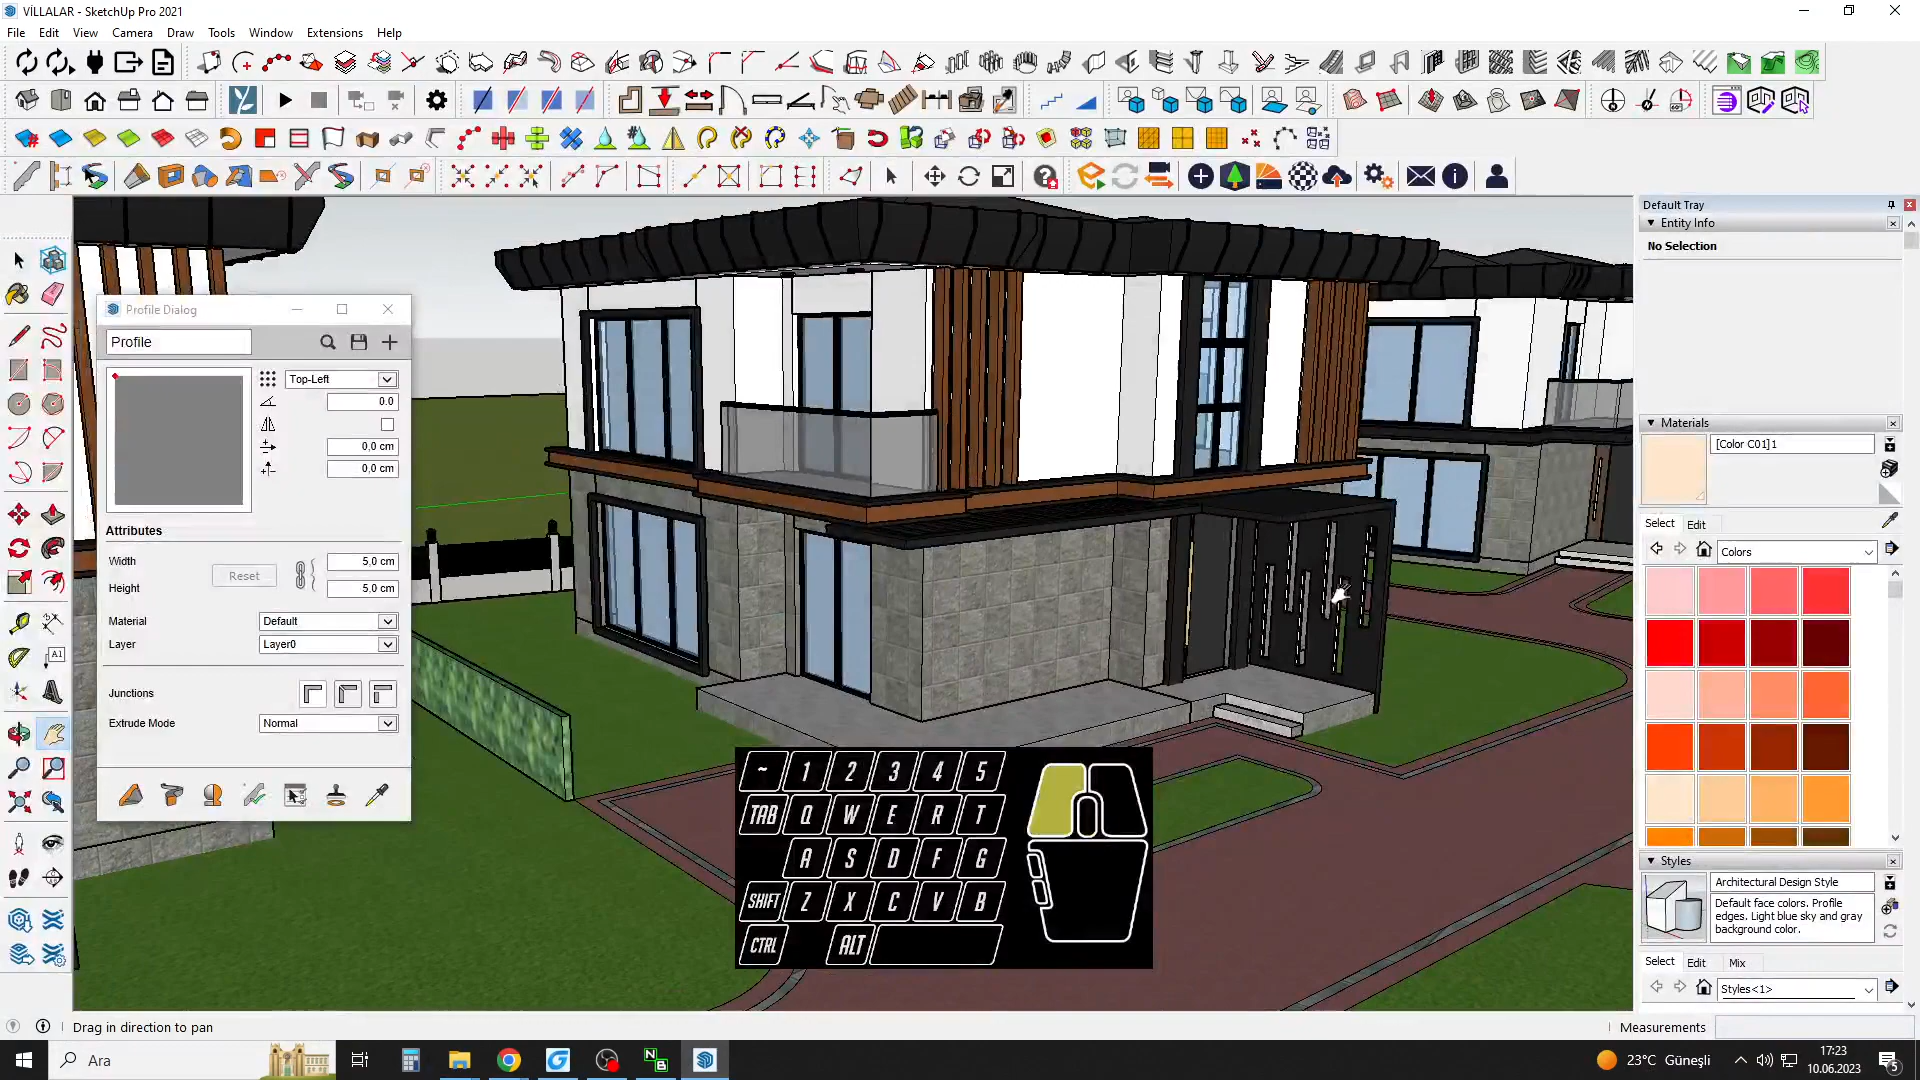 VİLLALAR - SketchUp Pro 2021
File Edit View Camera Draw Tools Window Extensions Help
Default Tray
Entity Info
No Selection
Profile Dialog
Profile
Top-Left
0.0
0,0 cm
0,0 cm
Attributes
Width 5,0 cm
Reset
Height 5,0 cm
Material Default
Layer Layer0
Junctions
Extrude Mode Normal
A1
Materials
[Color C01]1
Select Edit
Colors
Styles
Architectural Design Style
Default face colors. Profile
edges. Light blue sky and gray
background color.
Select Edit Mix
Styles<1>
~ 1 2 3 4 5
TAB Q W E R T
A S D F G
SHIFT Z X C V B
CTRL ALT
Drag in direction to pan
Measurements
Ara
N
B
23°C Güneşli
17:23
10.06.2023
5